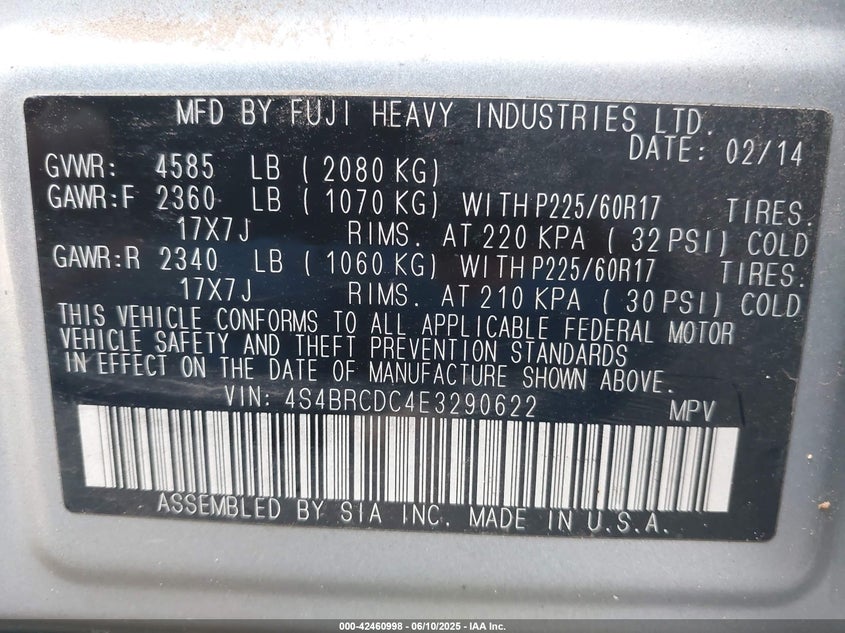 MFD BY FUJI HEAVY INDUSTRIES LTD.
DATE: 02/14
GVWR: 4585 LB ( 2080 KG)
GAWR:F 2360 LB ( 1070 KG) WITH P225/60R17 TIRES.
17X7J RIMS. AT 220 KPA ( 32 PSI) COLD
GAWR:R 2340 LB ( 1060 KG) WITH P225/60R17 TIRES.
17X7J RIMS. AT 210 KPA ( 30 PSI) COLD
THIS VEHICLE CONFORMS TO ALL APPLICABLE FEDERAL MOTOR
VEHICLE SAFETY AND THEFT PREVENTION STANDARDS
IN EFFECT ON THE DATE OF MANUFACTURE SHOWN ABOVE.
VIN: 4S4BRCDC4E3290622 MPV
ASSEMBLED BY SIA INC. MADE IN U.S.A.
000-42460998 - 06/10/2025 - IAA Inc.